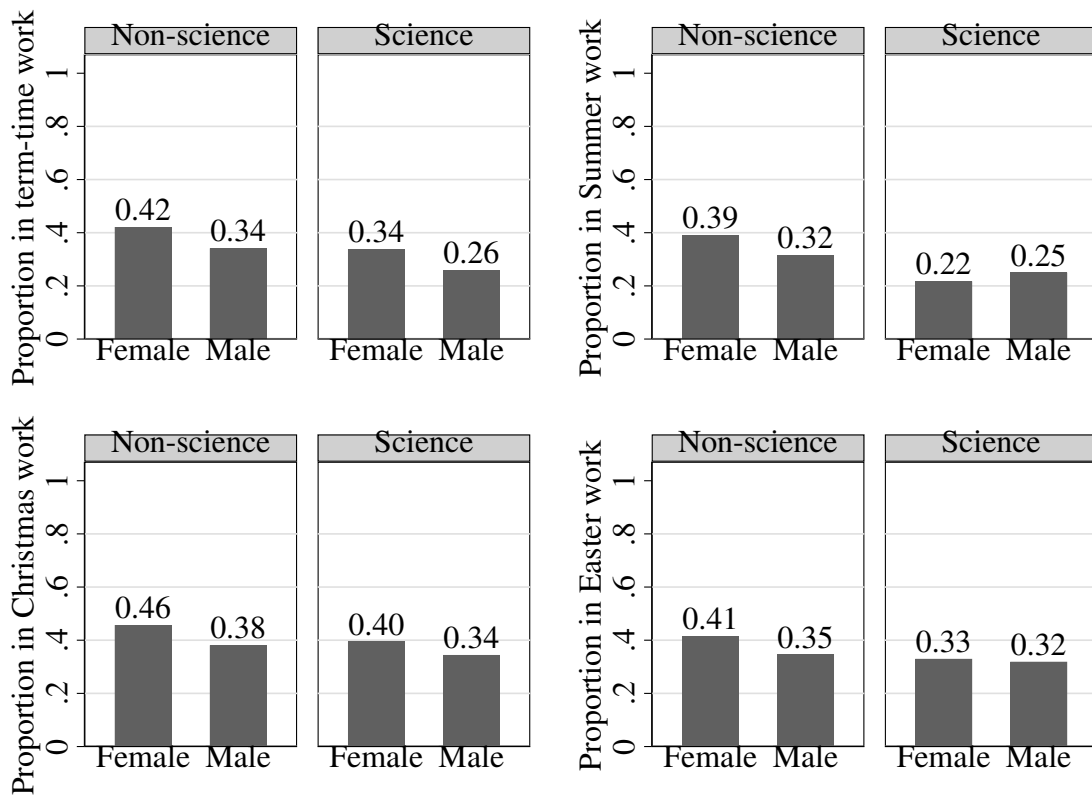 Proportion in term-time work
Non-science
Science
1
.8
.6
.4
.2
0
0.42
0.34
0.34
0.26
Female Male
Female Male
Proportion in Summer work
Non-science
Science
1
.8
.6
.4
.2
0
0.39
0.32
0.22
0.25
Female Male
Female Male
Proportion in Christmas work
Non-science
Science
1
.8
.6
.4
.2
0
0.46
0.38
0.40
0.34
Female Male
Female Male
Proportion in Easter work
Non-science
Science
1
.8
.6
.4
.2
0
0.41
0.35
0.33
0.32
Female Male
Female Male